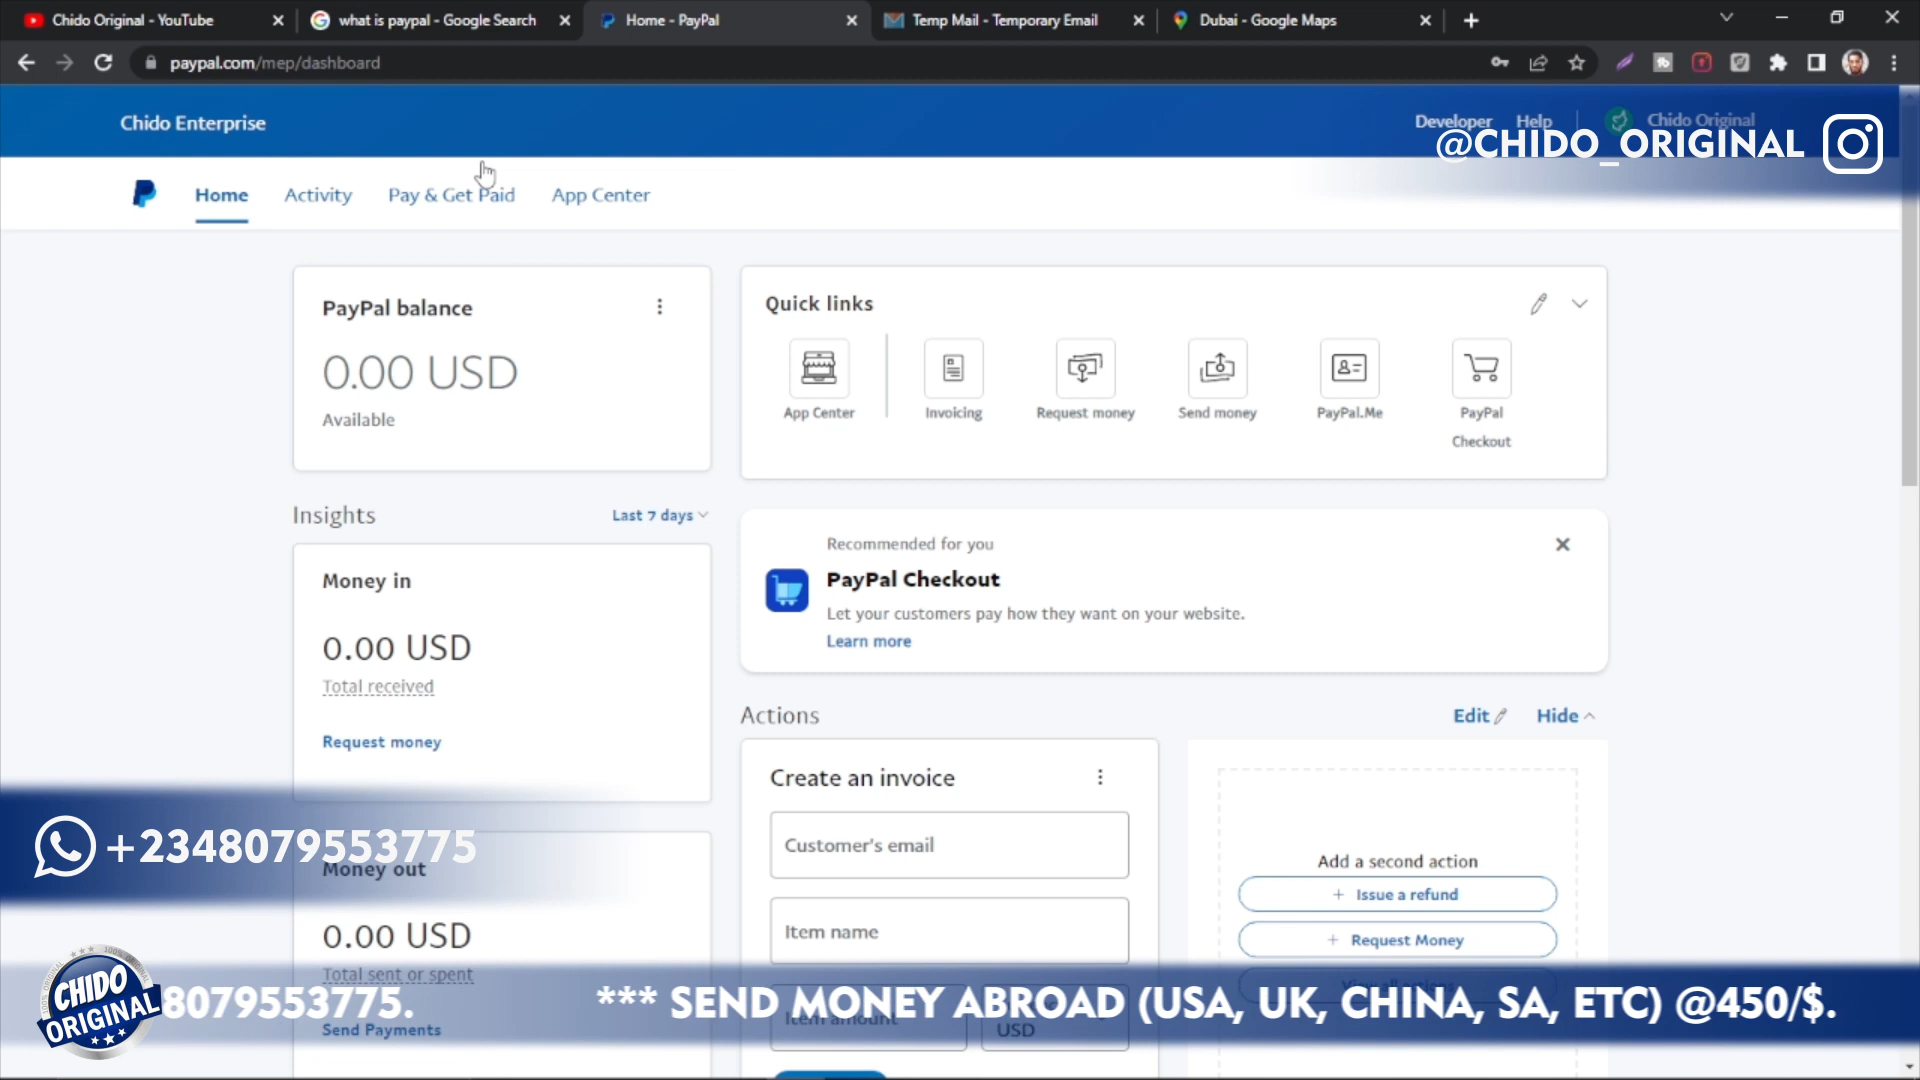 Chido Original - YouTube
what is paypal - Google Search
Home - PayPal
Temp Mail - Temporary Email
Dubai - Google Maps
paypal.com/mep/dashboard
Chido Enterprise
Developer
Help
Chido Original
@CHIDO_ORIGINAL
Home
Activity
Pay & Get Paid
App Center
PayPal balance
0.00 USD
Available
Quick links
App Center
Invoicing
Request money
Send money
PayPal.Me
PayPal
Checkout
Insights
Last 7 days
Money in
0.00 USD
Total received
Request money
Recommended for you
PayPal Checkout
Let your customers pay how they want on your website.
Learn more
Actions
Edit
Hide
Create an invoice
Customer's email
Item name
Item amount
USD
Add a second action
+ Issue a refund
+ Request Money
+2348079553775
Money out
0.00 USD
Total sent or spent
Send Payments
CHIDO
ORIGINAL
8079553775.
*** SEND MONEY ABROAD (USA, UK, CHINA, SA, ETC) @450/$.